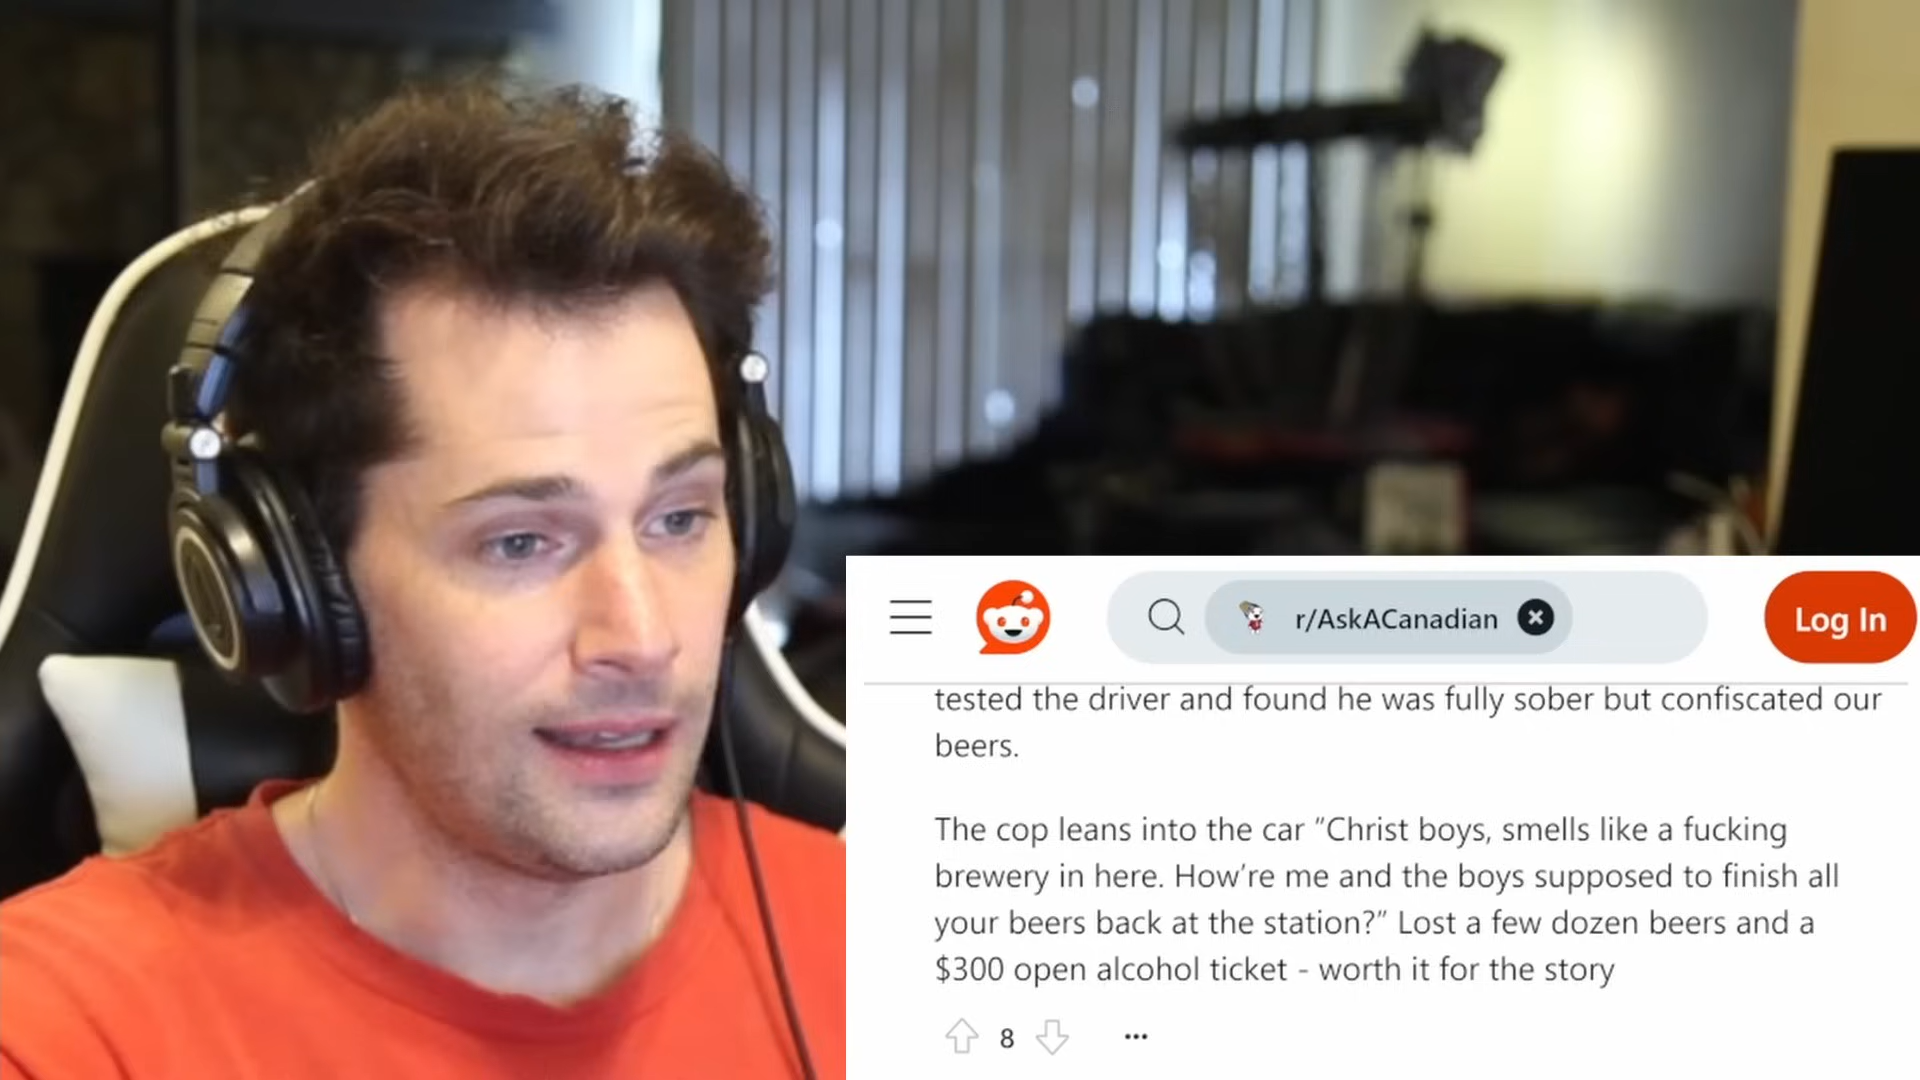 r/AskACanadian
Log In
tested the driver and found he was fully sober but confiscated our
beers.
The cop leans into the car "Christ boys, smells like a fucking
brewery in here. How're me and the boys supposed to finish all
your beers back at the station?" Lost a few dozen beers and a
$300 open alcohol ticket - worth it for the story
8